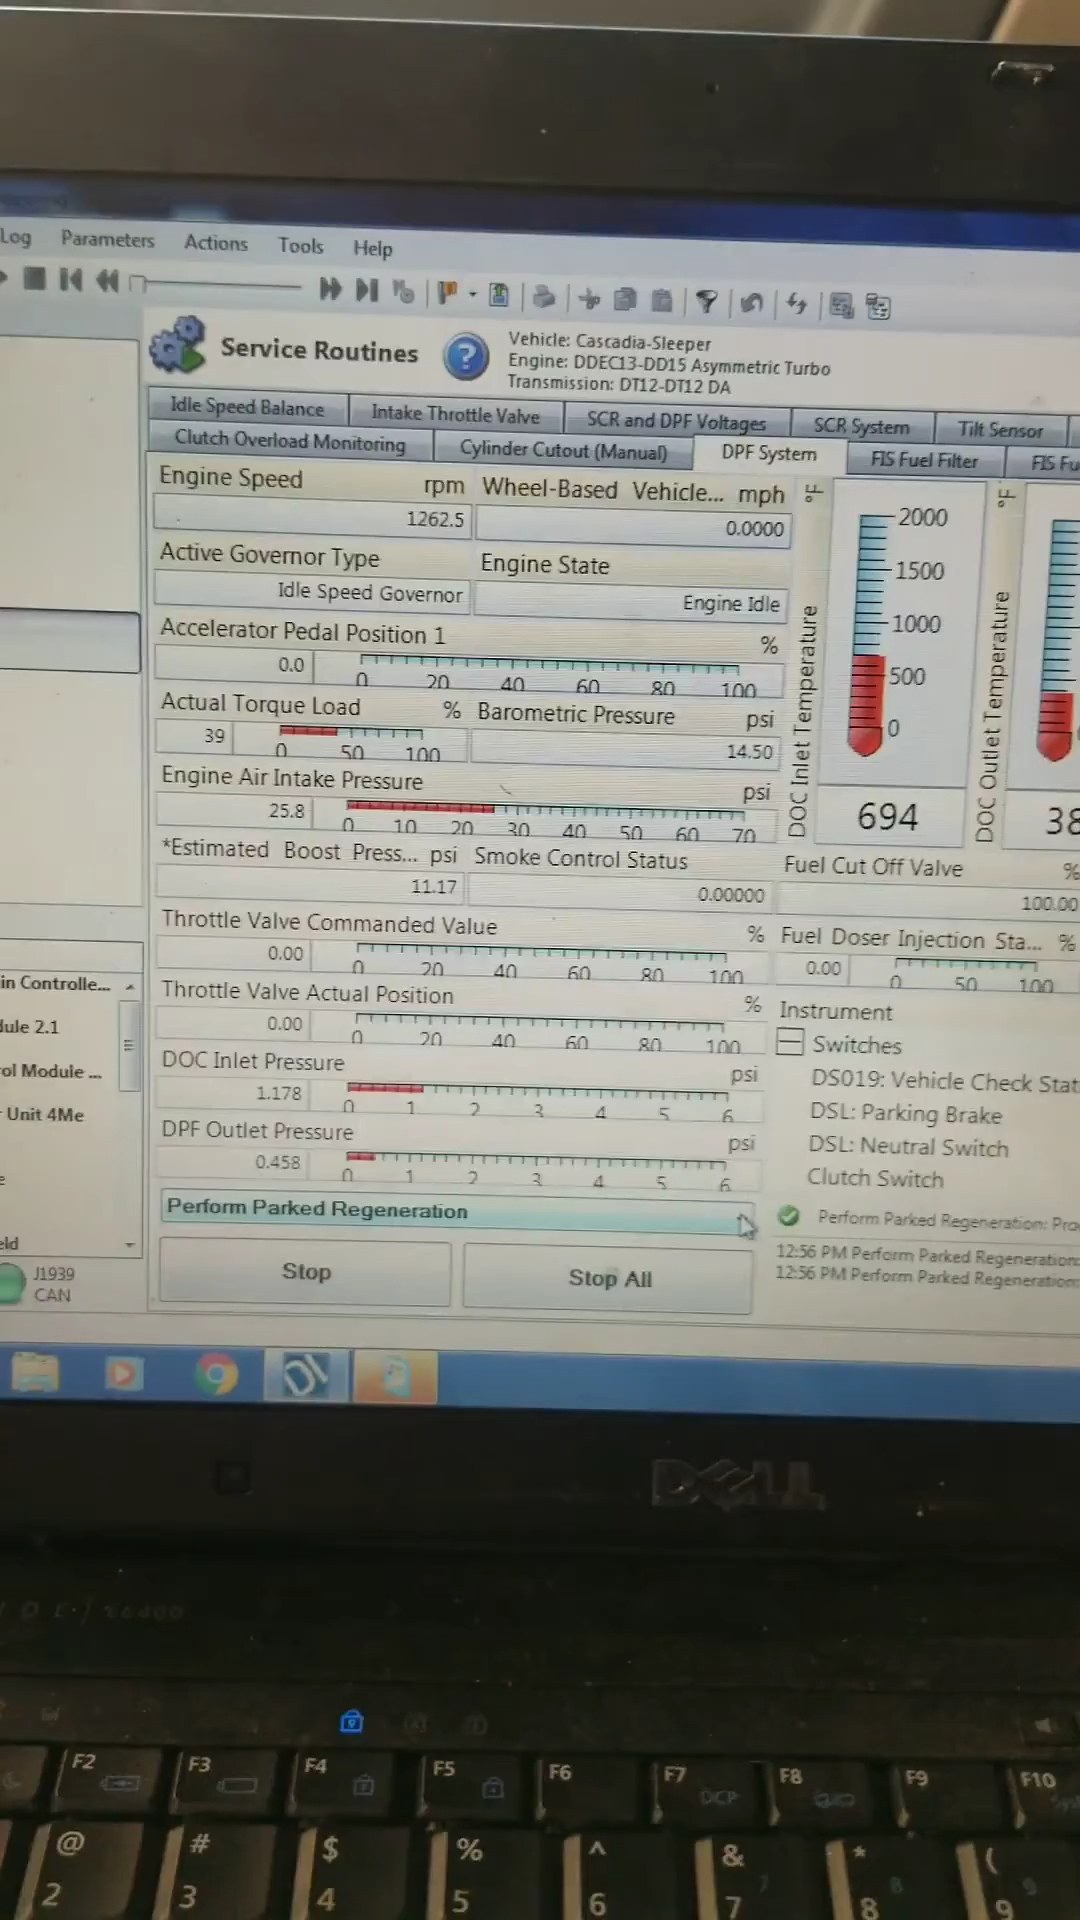 Log Parameters Actions Tools Help
Service Routines
?
Vehicle: Cascadia-Sleeper
Engine: DDEC13-DD15 Asymmetric Turbo
Transmission: DT12-DT12 DA
Idle Speed Balance Intake Throttle Valve SCR and DPF Voltages SCR System Tilt Sensor
Clutch Overload Monitoring Cylinder Cutout (Manual) DPF System FIS Fuel Filter FIS Fu
Engine Speed rpm Wheel-Based Vehicle... mph
1262.5 0.0000
Active Governor Type Engine State
Idle Speed Governor Engine Idle
Accelerator Pedal Position 1 %
0.0 0 20 40 60 80 100
Actual Torque Load % Barometric Pressure psi
39 0 50 100 14.50
Engine Air Intake Pressure psi
25.8 0 10 20 30 40 50 60 70
*Estimated Boost Press... psi Smoke Control Status
11.17 0.00000
Throttle Valve Commanded Value %
0.00 0 20 40 60 80 100
Throttle Valve Actual Position %
0.00 0 20 40 60 80 100
DOC Inlet Pressure psi
1.178 0 1 2 3 4 5 6
DPF Outlet Pressure psi
0.458 0 1 2 3 4 5 6
Perform Parked Regeneration
Stop Stop All
DOC Inlet Temperature °F
2000
1500
1000
500
0
694
DOC Outlet Temperature °F
38
Fuel Cut Off Valve %
100.00
Fuel Doser Injection Sta... %
0.00 0 50 100
Instrument
Switches
DS019: Vehicle Check Stat
DSL: Parking Brake
DSL: Neutral Switch
Clutch Switch
Perform Parked Regeneration: Pro
12:56 PM Perform Parked Regeneration:
12:56 PM Perform Parked Regeneration:
in Controlle...
dule 2.1
ol Module ...
Unit 4Me
eld
J1939
CAN
DI
DELL
F2 F3 F4 F5 F6 F7 F8 F9 F10
@ # $ % ^ & * (
2 3 4 5 6 7 8 9